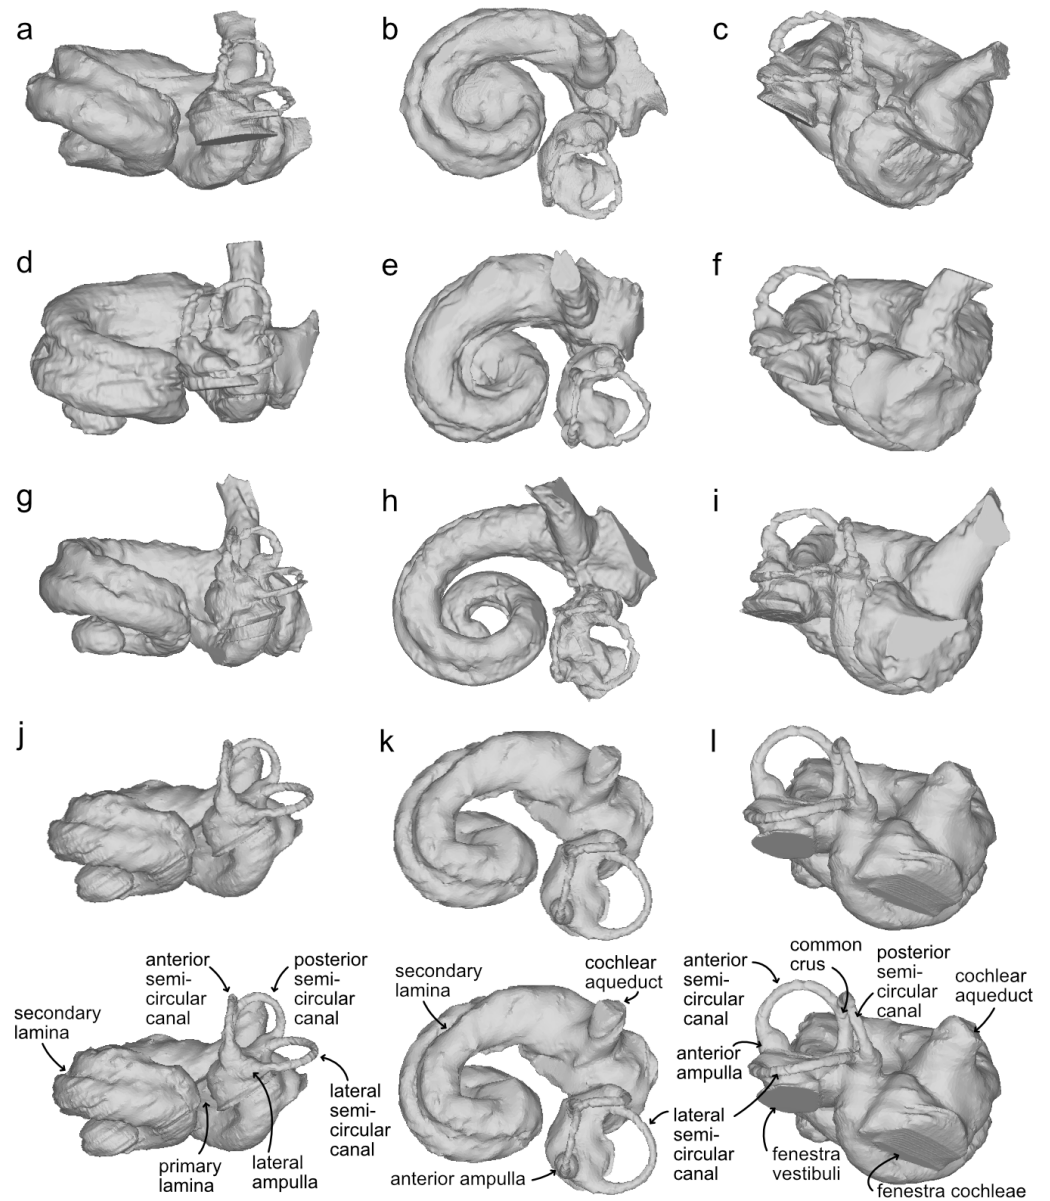 a
b
c
d
e
f
g
h
i
j
k
l
anterior
semi-
circular
canal
posterior
semi-
circular
canal
secondary
lamina
lateral
semi-
circular
canal
primary
lamina
lateral
ampulla
secondary
lamina
cochlear
aqueduct
anterior ampulla
lateral
semi-
circular
canal
anterior
semi-
circular
canal
common
crus
posterior
semi-
circular
canal
cochlear
aqueduct
anterior
ampulla
fenestra
vestibuli
fenestra cochleae